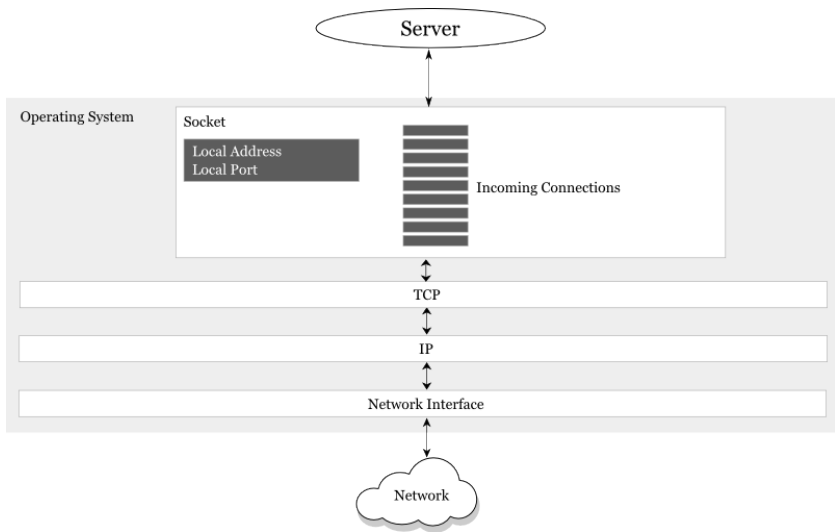 Server
Operating System
Socket
Local Address
Local Port
Incoming Connections
TCP
IP
Network Interface
Network